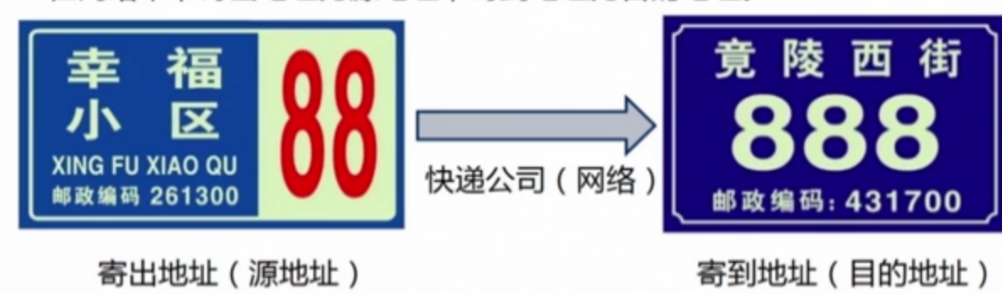 幸福
小区
XING FU XIAO QU
邮政编码 261300
88
快递公司（网络）
竟陵西街
888
邮政编码：431700
寄出地址（源地址）
寄到地址（目的地址）